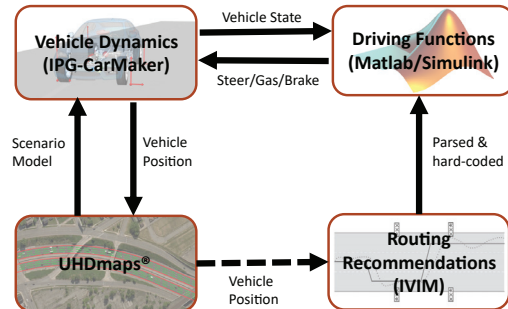 Vehicle Dynamics
(IPG-CarMaker)
Vehicle State
Steer/Gas/Brake
Driving Functions
(Matlab/Simulink)
Scenario
Model
Vehicle
Position
Parsed &
hard-coded
UHDmaps®
Vehicle
Position
Routing
Recommendations
(IVIM)